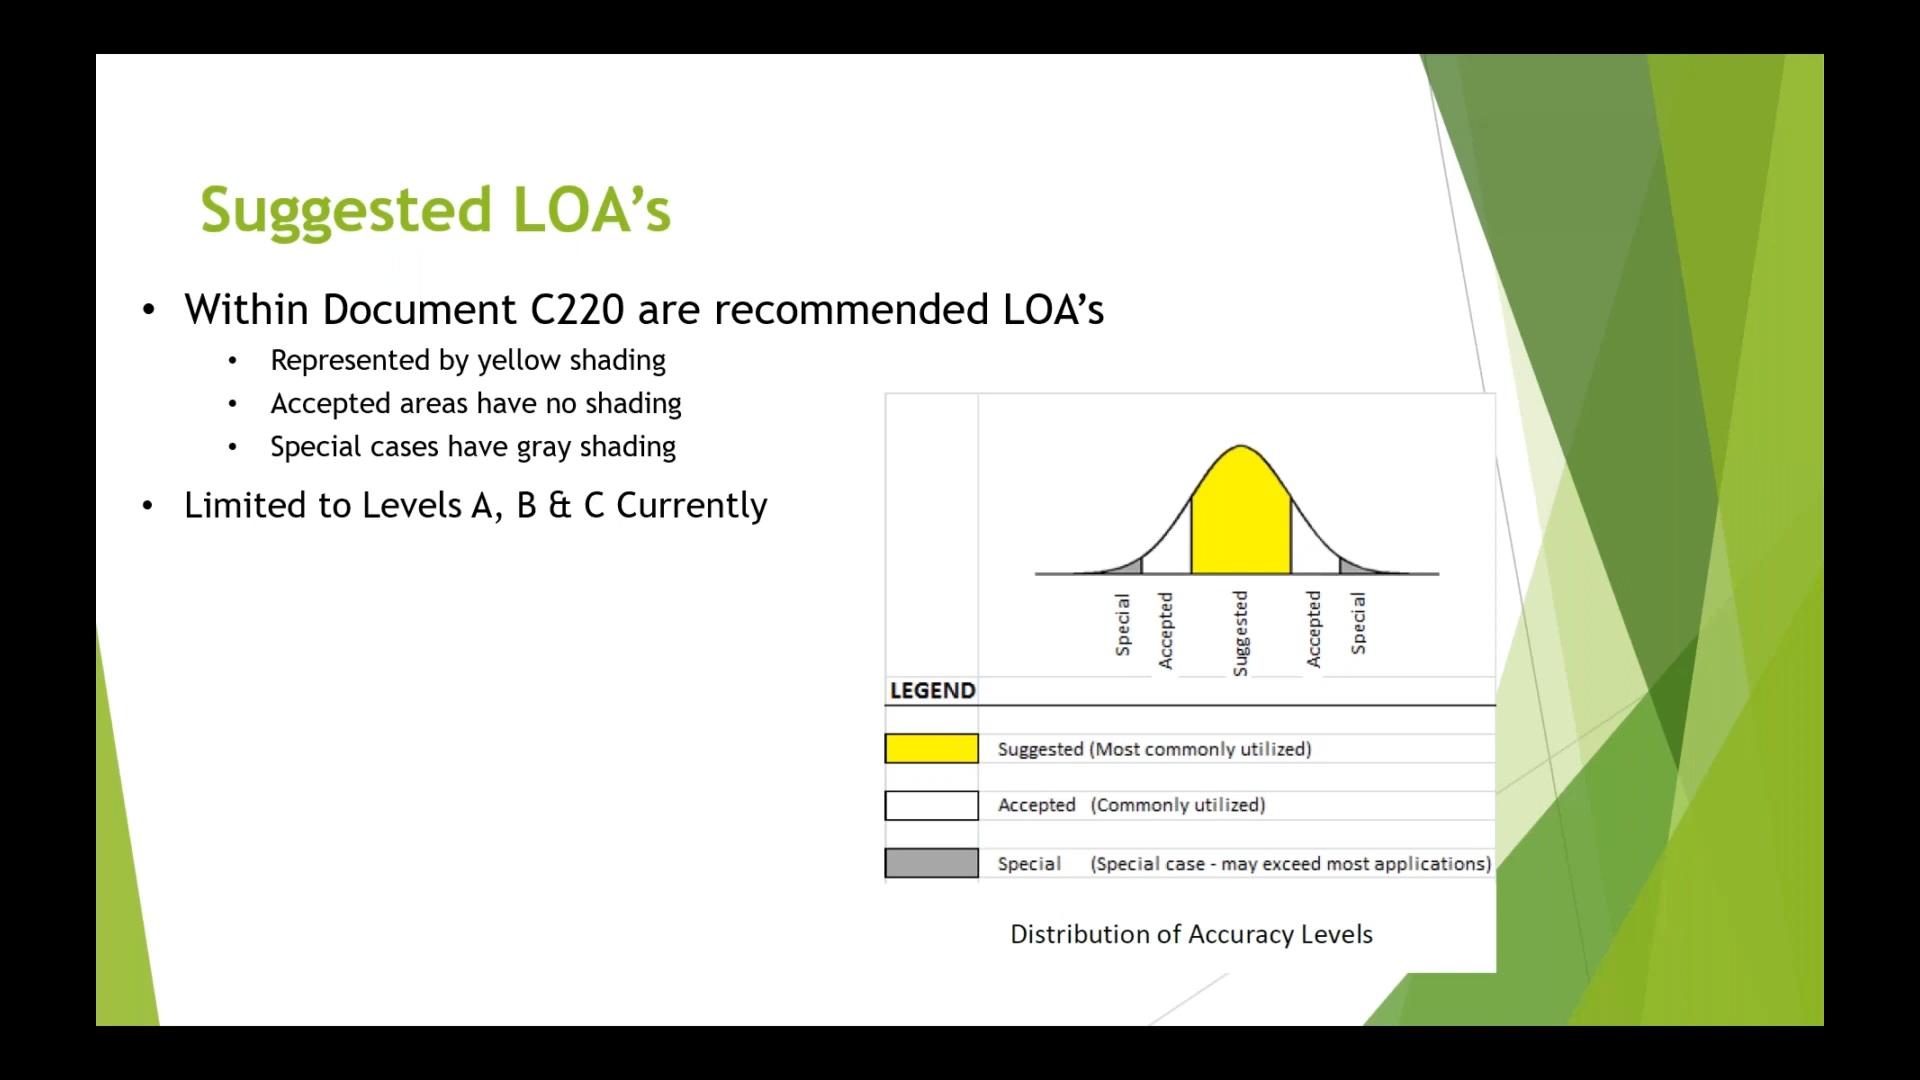 Suggested LOA’s
• Within Document C220 are recommended LOA’s
• Represented by yellow shading
• Accepted areas have no shading
• Special cases have gray shading
• Limited to Levels A, B & C Currently
Special
Accepted
Suggested
Accepted
Special
LEGEND
Suggested (Most commonly utilized)
Accepted (Commonly utilized)
Special (Special case - may exceed most applications)
Distribution of Accuracy Levels